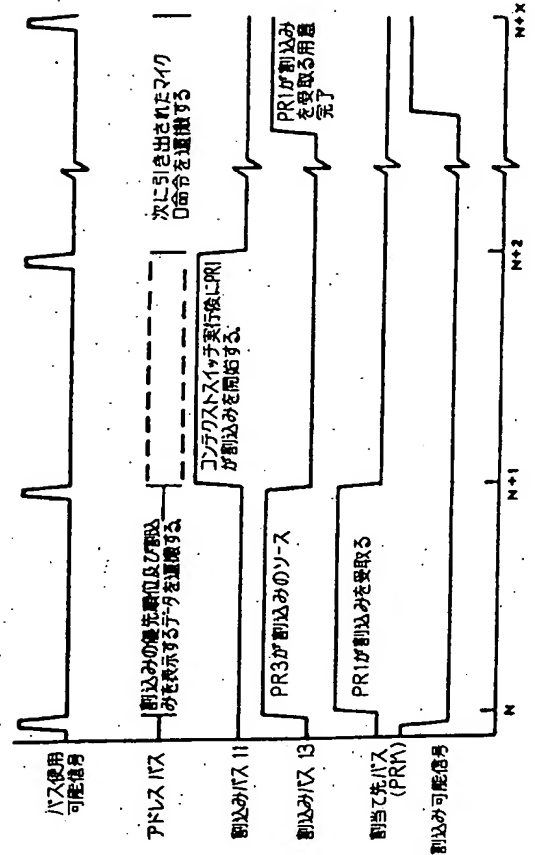 バス使用
可能信号
アドレス バス
割込みの優先順位及び割込
みを表示するデータを運搬する.
次に引き出されたマイク
ロ命令を運搬する
割込みバス 11
コンテクストスイッチ実行後にPR1
が割込みを開始する.
割込みバス 13
PR3が割込みのソース
PR1が割込み
を受取る用意
完了
割当て先バス
(PRM)
PR1が割込みを受取る
割込み可能信号
N
N+1
N+2
N+X